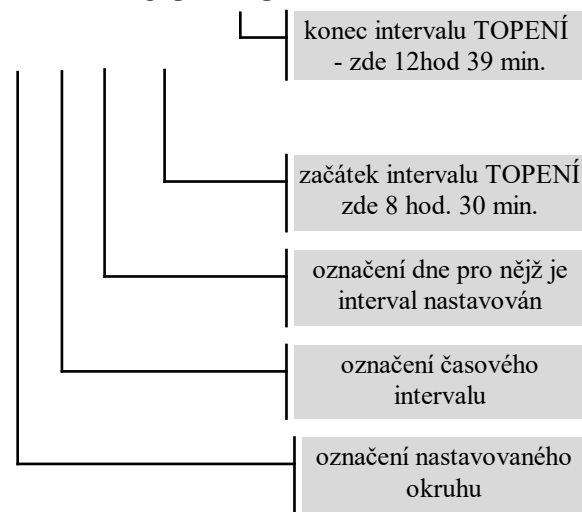 konec intervalu TOPENÍ
- zde 12hod 39 min.
začátek intervalu TOPENÍ
zde 8 hod. 30 min.
označení dne pro nějž je
interval nastavován
označení časového
intervalu
označení nastavovaného
okruhu